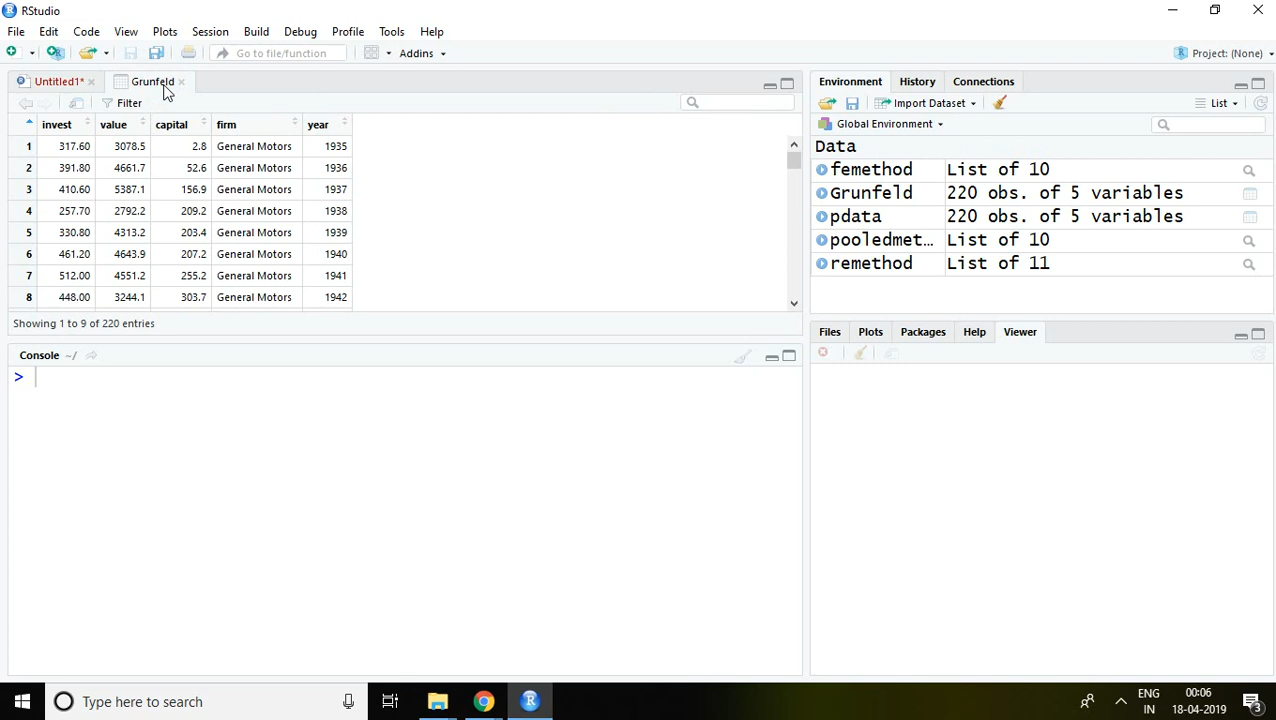 RStudio
File Edit Code View Plots Session Build Debug Profile Tools Help
Go to file/function Addins Project: (None)
Untitled1* Grunfeld
Filter
invest value capital firm year
1 317.60 3078.5 2.8 General Motors 1935
2 391.80 4661.7 52.6 General Motors 1936
3 410.60 5387.1 156.9 General Motors 1937
4 257.70 2792.2 209.2 General Motors 1938
5 330.80 4313.2 203.4 General Motors 1939
6 461.20 4643.9 207.2 General Motors 1940
7 512.00 4551.2 255.2 General Motors 1941
8 448.00 3244.1 303.7 General Motors 1942
Showing 1 to 9 of 220 entries
Console ~/
>
Environment History Connections
Import Dataset List
Global Environment
Data
femethod List of 10
Grunfeld 220 obs. of 5 variables
pdata 220 obs. of 5 variables
pooledmet... List of 10
remethod List of 11
Files Plots Packages Help Viewer
Type here to search
ENG
IN
00:06
18-04-2019
3